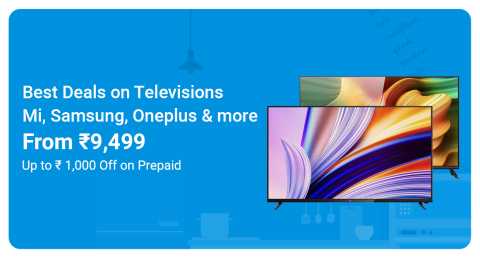 Best Deals on Televisions
Mi, Samsung, Oneplus & more
From ₹9,499
Up to ₹ 1,000 Off on Prepaid